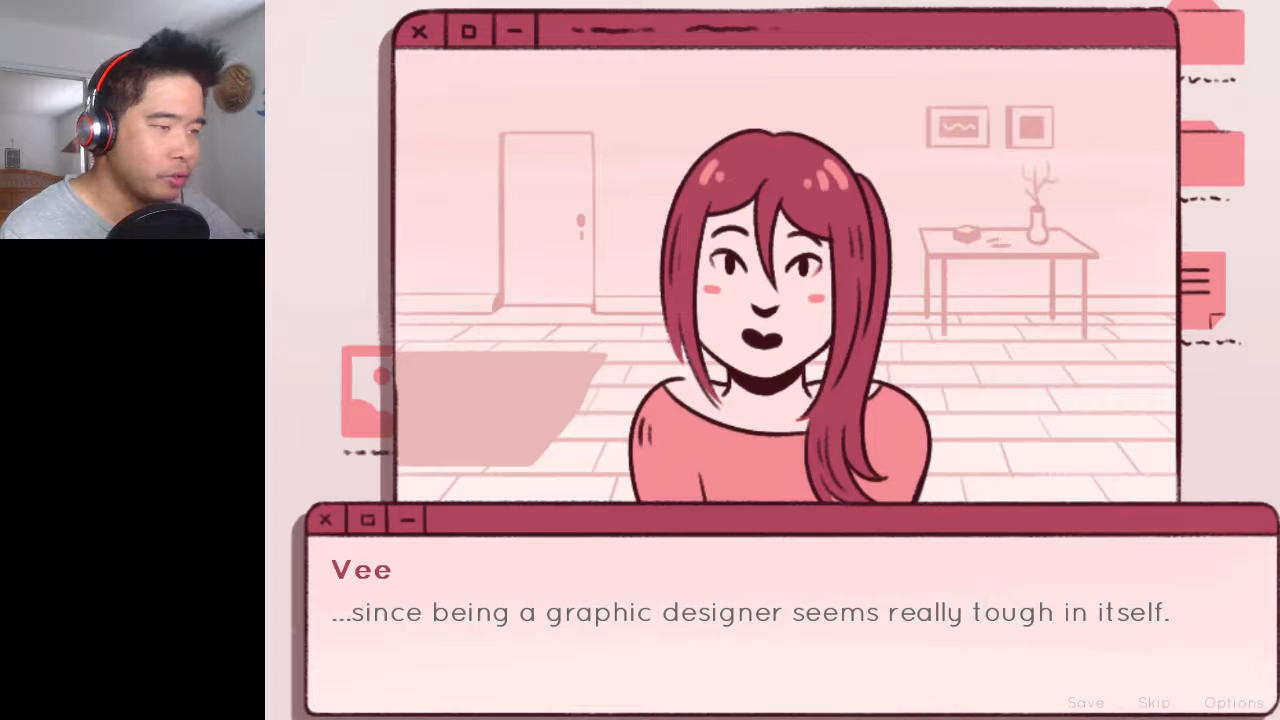 Vee
...since being a graphic designer seems really tough in itself.
Save Skip Options